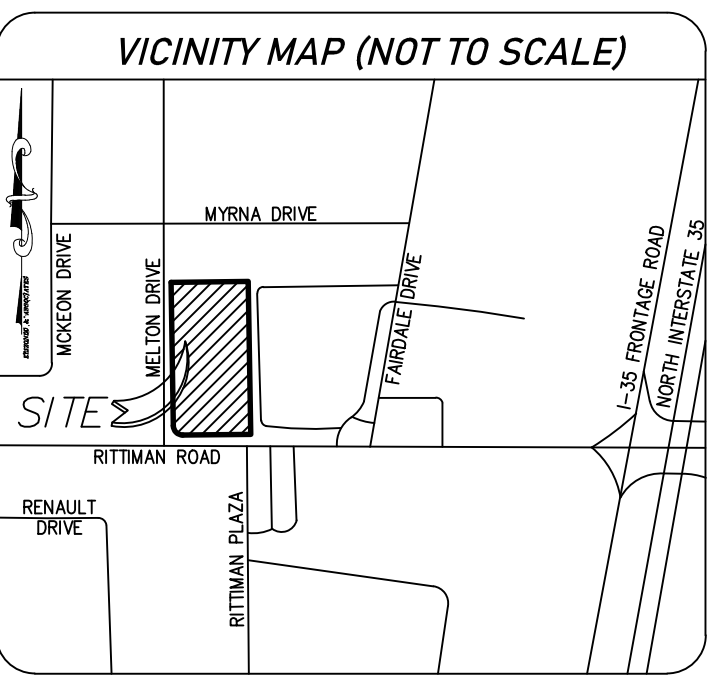 VICINITY MAP (NOT TO SCALE)
MYRNA DRIVE
MCKEON DRIVE
MELTON DRIVE
FAIRDALE DRIVE
I-35 FRONTAGE ROAD
NORTH INTERSTATE 35
SITE
RITTIMAN ROAD
RENAULT
DRIVE
RITTIMAN PLAZA